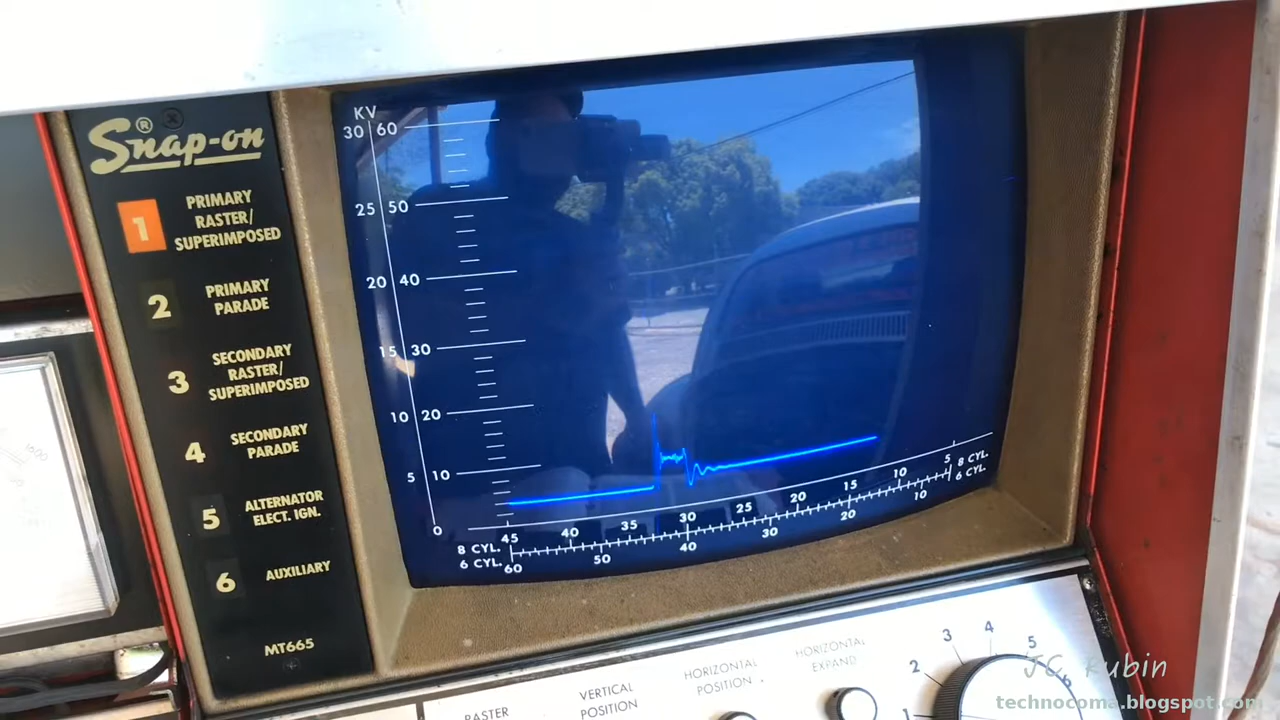 Snap-on®
1 PRIMARY
RASTER/
SUPERIMPOSED
2 PRIMARY
PARADE
3 SECONDARY
RASTER/
SUPERIMPOSED
4 SECONDARY
PARADE
5 ALTERNATOR
ELECT. IGN.
6 AUXILIARY
MT665
KV
30 60
25 50
20 40
15 30
10 20
5 10
0
8 CYL. 45 40 35 30 25 20 15 10 5 8 CYL.
6 CYL. 60 50 40 30 20 10 6 CYL.
RASTER
VERTICAL
POSITION
HORIZONTAL
POSITION
HORIZONTAL
EXPAND
1 2 3 4 5 6
JC Rubin
technocoma.blogspot.com